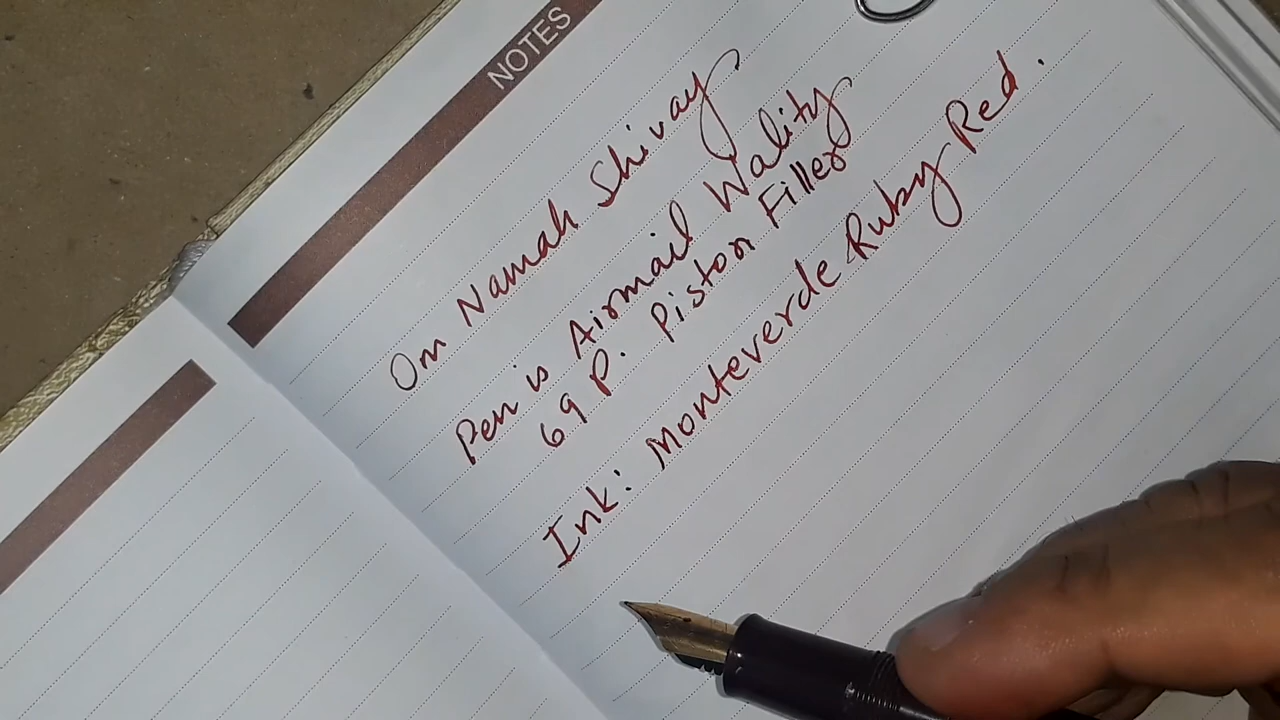 NOTES
Om Namah Shivay
Pen is Airmail Wality
69 P. Piston Filler
Ink: Monteverde Ruby Red.